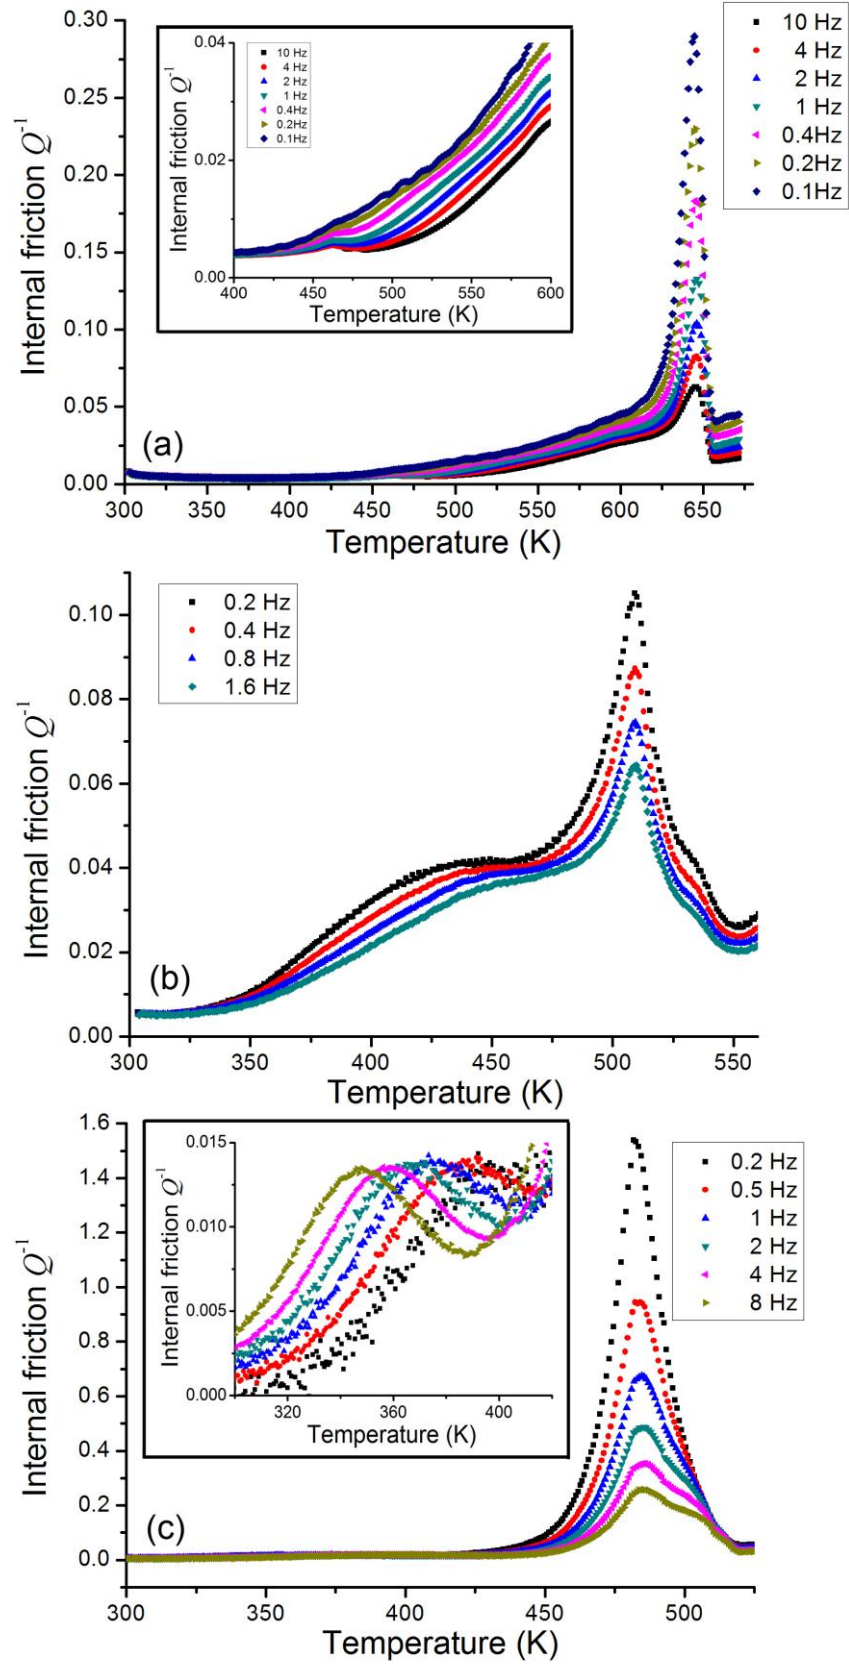 0.30
0.25
0.20
0.15
0.10
0.05
0.00
Internal friction Q⁻¹
300 350 400 450 500 550 600 650
Temperature (K)
(a)
10 Hz
4 Hz
2 Hz
1 Hz
0.4Hz
0.2Hz
0.1Hz
0.04
0.02
0.00
Internal friction Q⁻¹
400 450 500 550 600
Temperature (K)
10 Hz
4 Hz
2 Hz
1 Hz
0.4Hz
0.2Hz
0.1Hz
0.10
0.08
0.06
0.04
0.02
0.00
Internal friction Q⁻¹
300 350 400 450 500 550
Temperature (K)
(b)
0.2 Hz
0.4 Hz
0.8 Hz
1.6 Hz
1.6
1.4
1.2
1.0
0.8
0.6
0.4
0.2
0.0
Internal friction Q⁻¹
300 350 400 450 500
Temperature (K)
(c)
0.2 Hz
0.5 Hz
1 Hz
2 Hz
4 Hz
8 Hz
0.015
0.010
0.005
0.000
Internal friction Q⁻¹
320 360 400
Temperature (K)